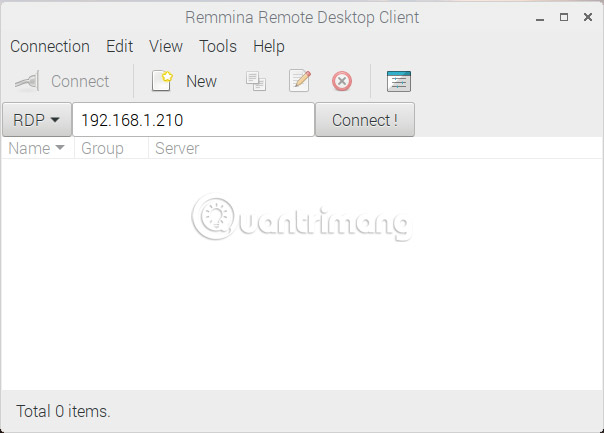 Remmina Remote Desktop Client
Connection Edit View Tools Help
Connect New
RDP 192.168.1.210 Connect !
Name Group Server
Quantrimang
Total 0 items.